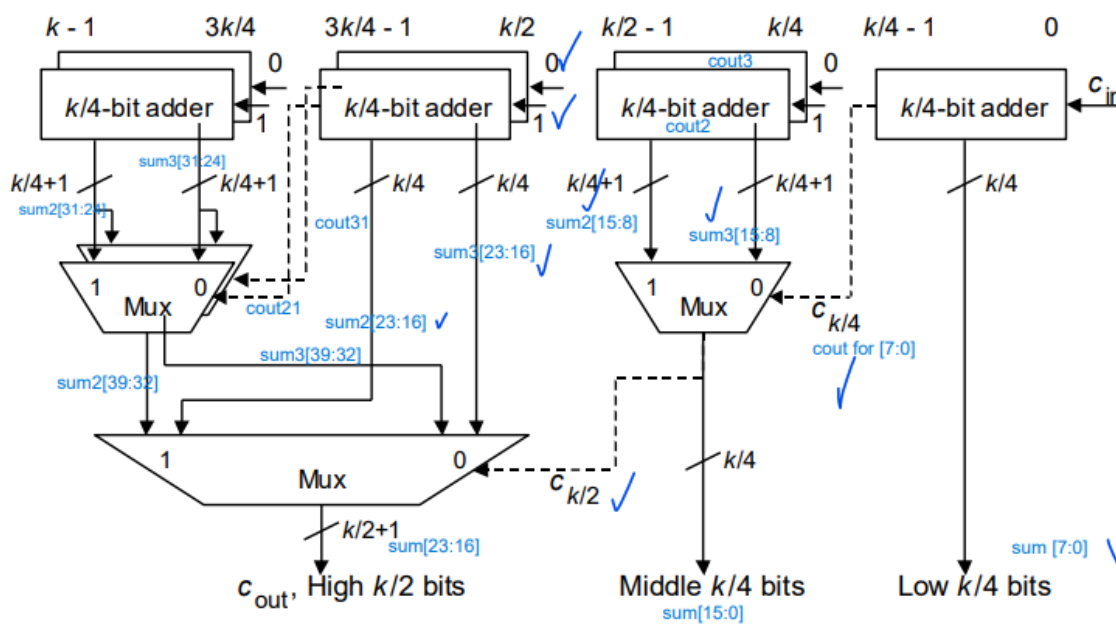 k - 1 3k/4 3k/4 - 1 k/2 k/2 - 1 k/4 k/4 - 1 0
0 0 cout3 0
k/4-bit adder k/4-bit adder k/4-bit adder k/4-bit adder c in
1 1 cout2 1
sum3[31:24]
k/4+1 k/4+1 k/4 k/4 k/4+1 k/4+1 k/4
sum2[31:24] cout31 sum2[15:8] sum3[15:8]
sum3[23:16]
1 0 1 0
Mux Mux
cout21 c k/4
sum2[23:16]
cout for [7:0]
sum3[39:32]
sum2[39:32]
1 0 k/4
Mux c k/2
k/2+1
sum[23:16] sum [7:0]
c out, High k/2 bits Middle k/4 bits Low k/4 bits
sum[15:0]